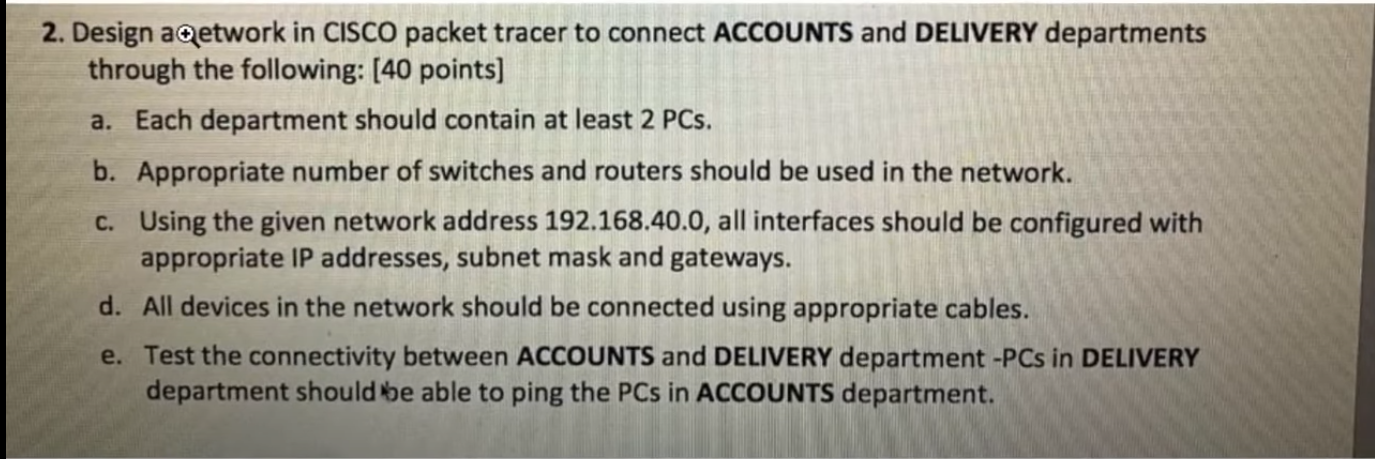 2. Design a etwork in CISCO packet tracer to connect ACCOUNTS and DELIVERY departments
through the following: [40 points]
a. Each department should contain at least 2 PCs.
b. Appropriate number of switches and routers should be used in the network.
c. Using the given network address 192.168.40.0, all interfaces should be configured with
appropriate IP addresses, subnet mask and gateways.
d. All devices in the network should be connected using appropriate cables.
e. Test the connectivity between ACCOUNTS and DELIVERY department -PCs in DELIVERY
department should be able to ping the PCs in ACCOUNTS department.